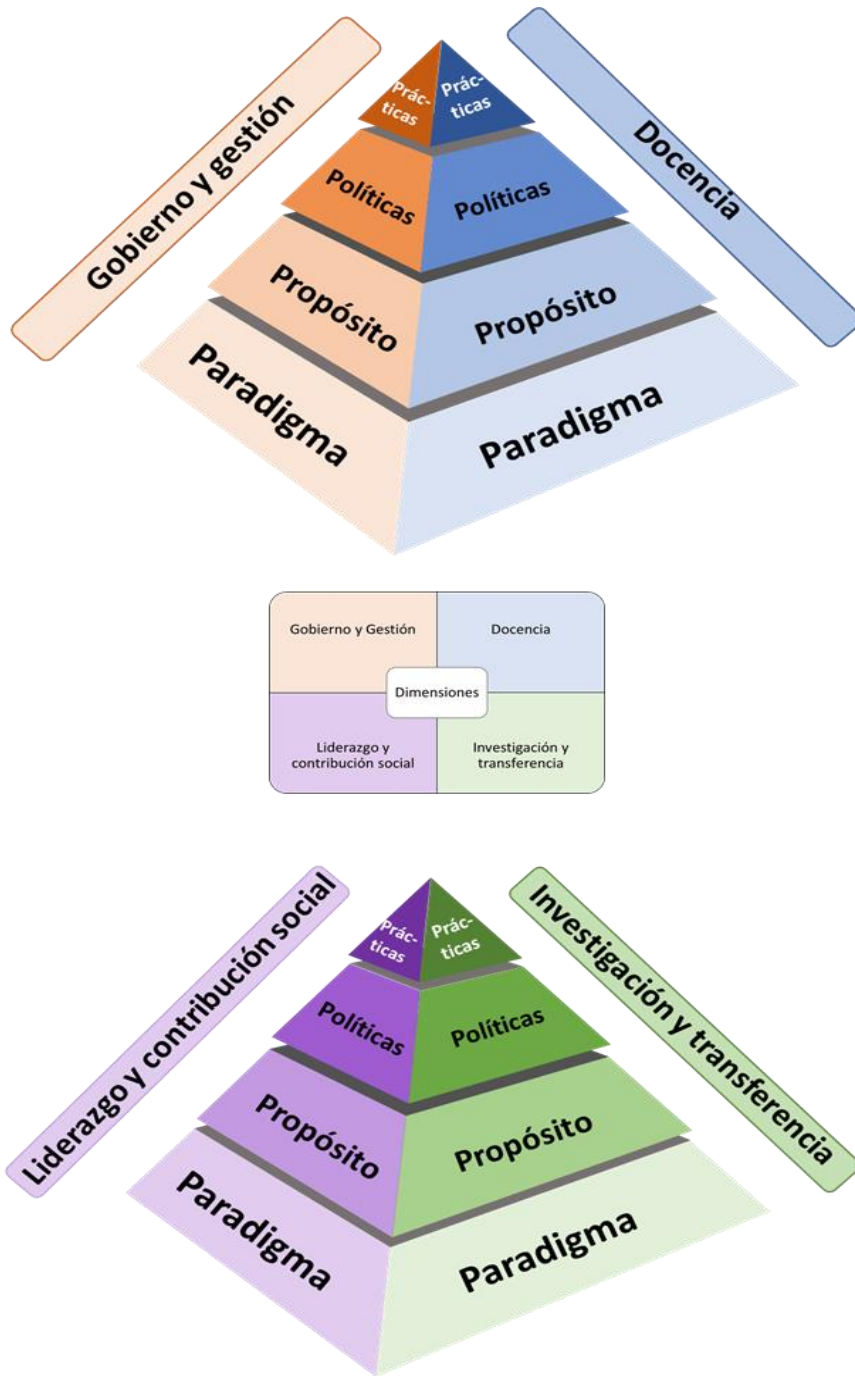 Gobierno y gestión
Docencia
Prác-
ticas
Prác-
ticas
Políticas
Políticas
Propósito
Propósito
Paradigma
Paradigma
Gobierno y Gestión
Docencia
Dimensiones
Liderazgo y
contribución social
Investigación y
transferencia
Liderazgo y contribución social
Investigación y transferencia
Prác-
ticas
Prác-
ticas
Políticas
Políticas
Propósito
Propósito
Paradigma
Paradigma